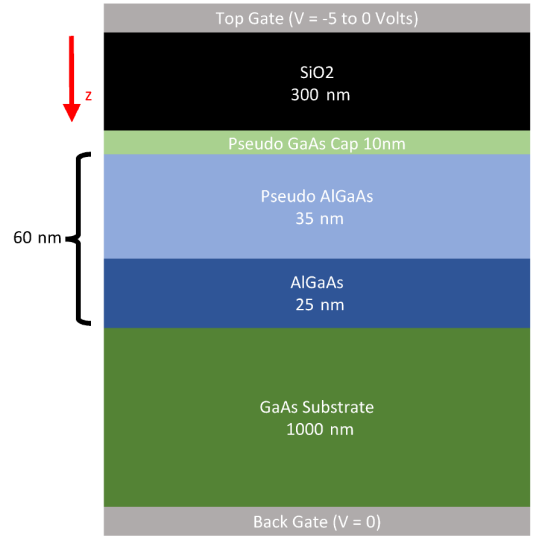 Top Gate (V = -5 to 0 Volts)
z
SiO2
300 nm
Pseudo GaAs Cap 10nm
Pseudo AlGaAs
35 nm
60 nm
AlGaAs
25 nm
GaAs Substrate
1000 nm
Back Gate (V = 0)